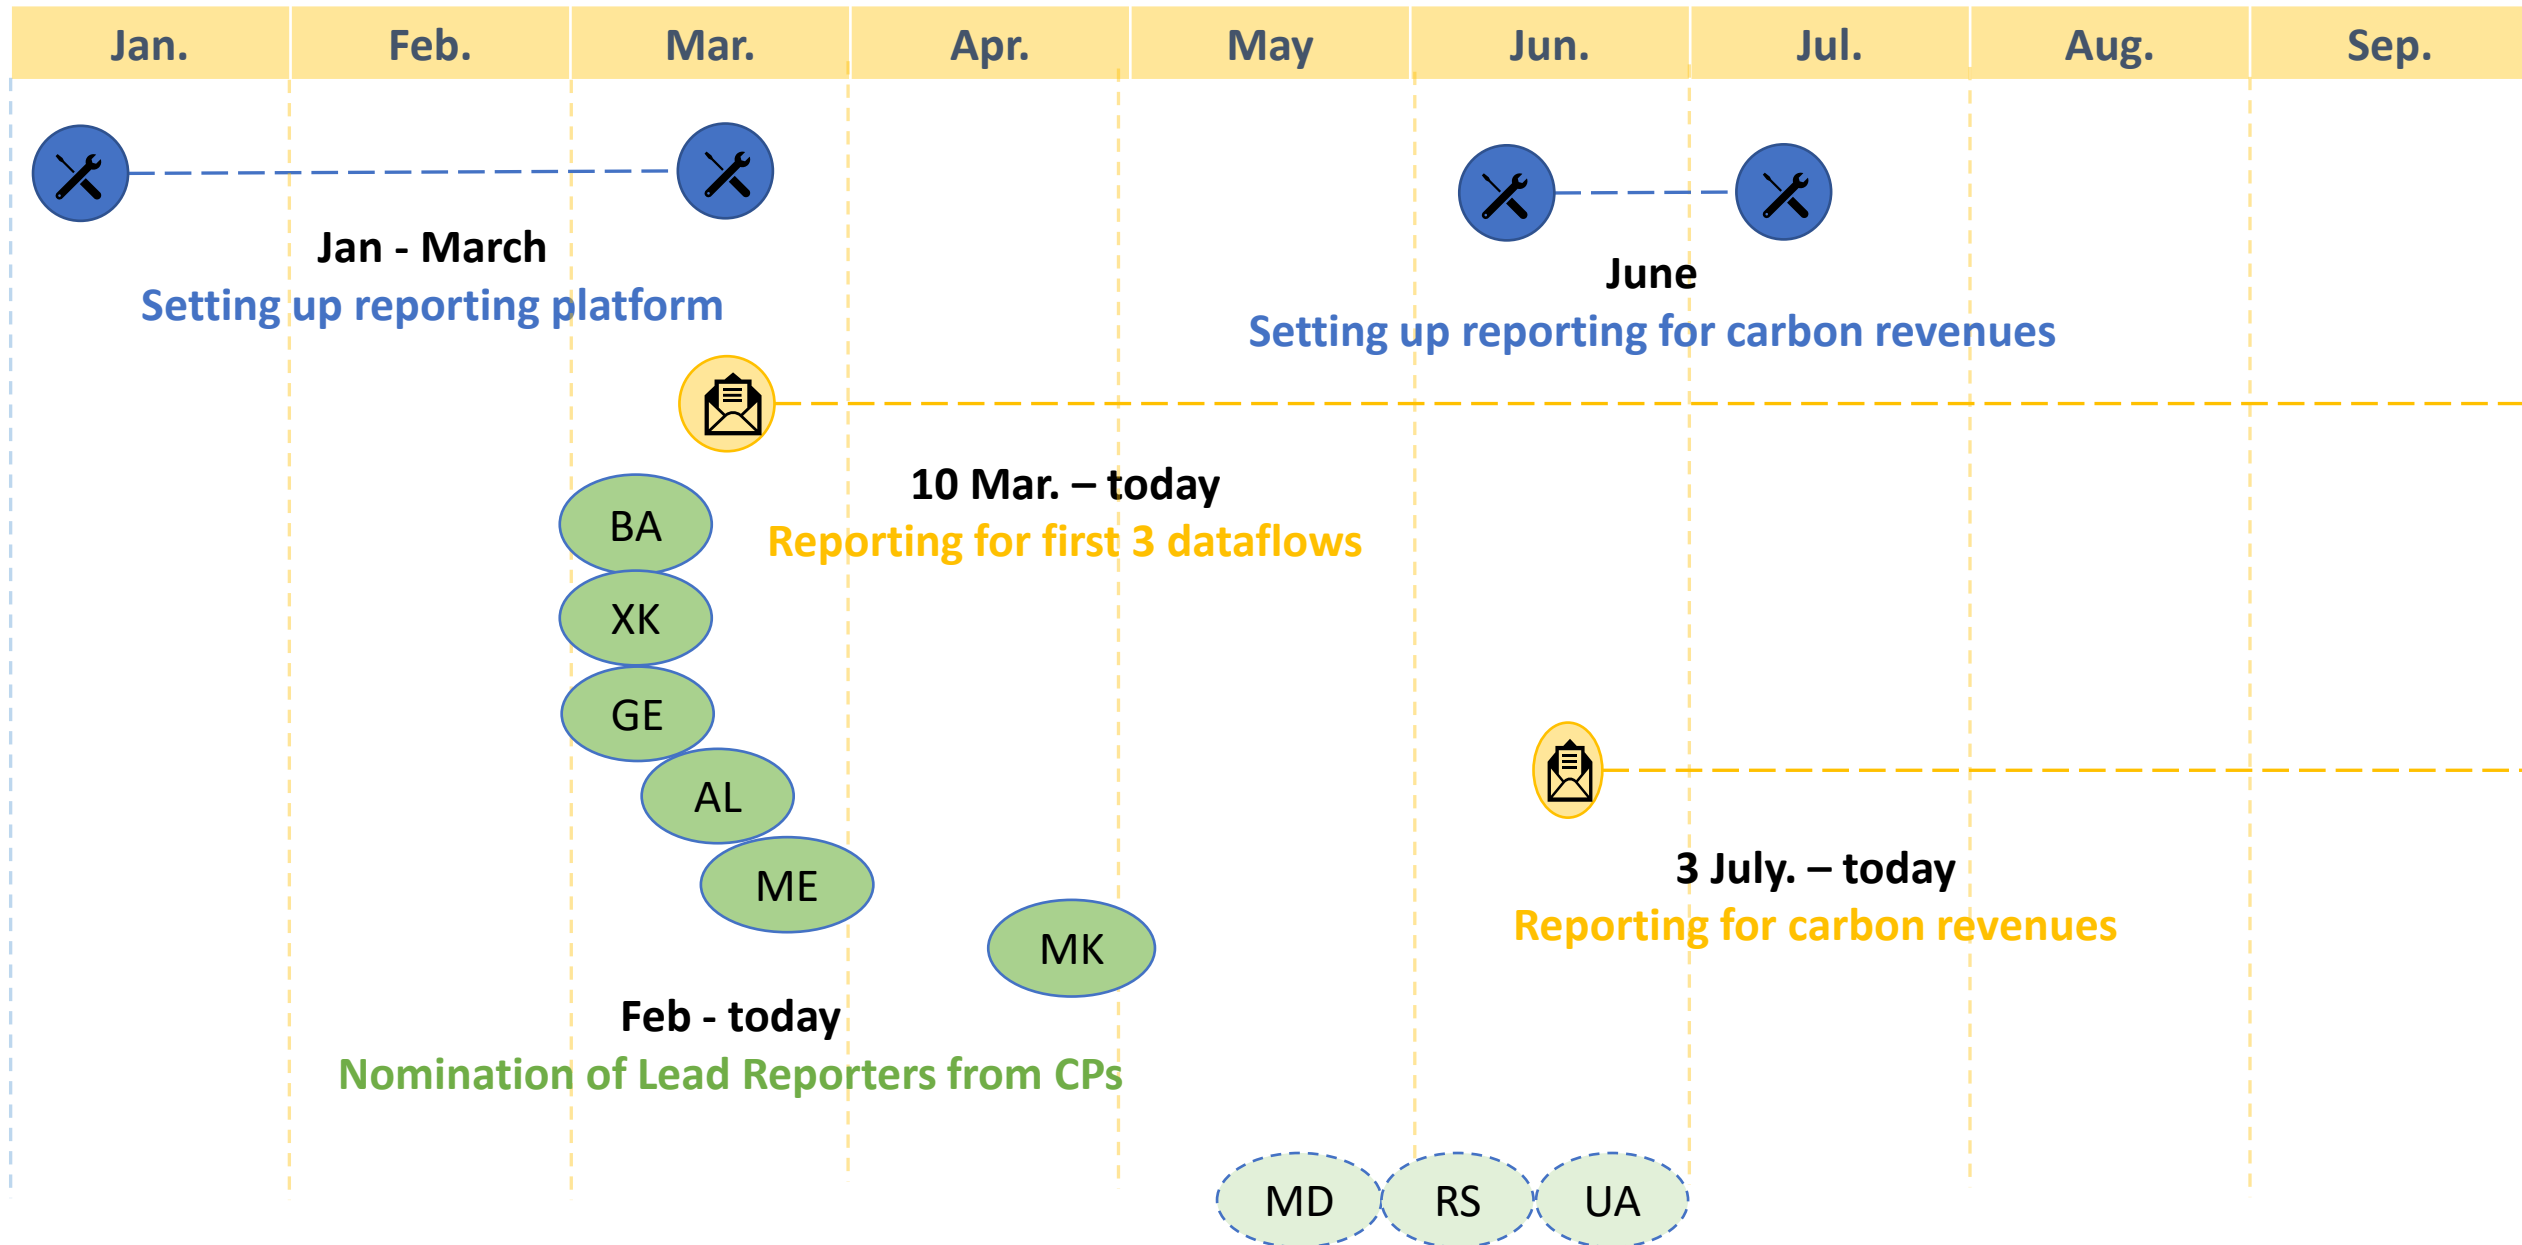 Jan. Feb. Mar. Apr. May Jun. Jul. Aug. Sep.
Jan - March
Setting up reporting platform
June
Setting up reporting for carbon revenues
10 Mar. – today
Reporting for first 3 dataflows
BA
XK
GE
AL
ME
MK
3 July. – today
Reporting for carbon revenues
Feb - today
Nomination of Lead Reporters from CPs
MD RS UA